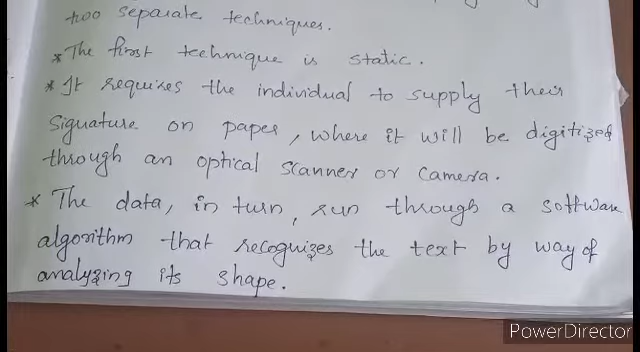 two separate techniques.
* The first technique is static.
* It requires the individual to supply their
signature on paper, where it will be digitized
through an optical scanner or camera.
* The data, in turn, run through a software
algorithm that recognizes the text by way of
analyzing its shape.
PowerDirector